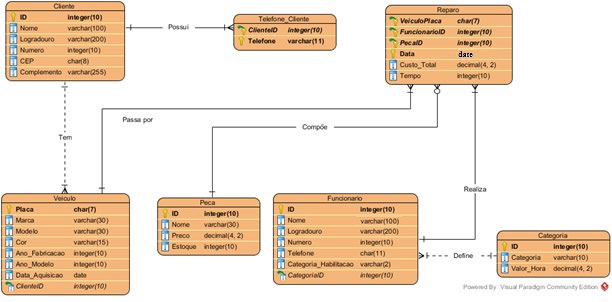 Cliente
ID integer(10)
Nome varchar(100)
Logradouro varchar(200)
Numero integer(10)
CEP char(8)
Complemento varchar(255)
Possui
Telefone_Cliente
ClienteID integer(10)
Telefone varchar(11)
Reparo
VeiculoPlaca char(7)
FuncionarioID integer(10)
PecaID integer(10)
Data date
Custo_Total decimal(4, 2)
Tempo integer(10)
Passa por
Compõe
Tem
Realiza
Veiculo
Placa char(7)
Marca varchar(30)
Modelo varchar(30)
Cor varchar(15)
Ano_Fabricacao integer(10)
Ano_Modelo integer(10)
Data_Aquisicao date
ClienteID integer(10)
Peca
ID integer(10)
Nome varchar(30)
Preco decimal(4, 2)
Estoque integer(10)
Funcionario
ID integer(10)
Nome varchar(100)
Logradouro varchar(200)
Numero integer(10)
Telefone char(11)
Categoria_Habilitacao varchar(2)
CategoriaID integer(10)
Define
Categoria
ID integer(10)
Categoria varchar(10)
Valor_Hora decimal(4, 2)
Powered By Visual Paradigm Community Edition